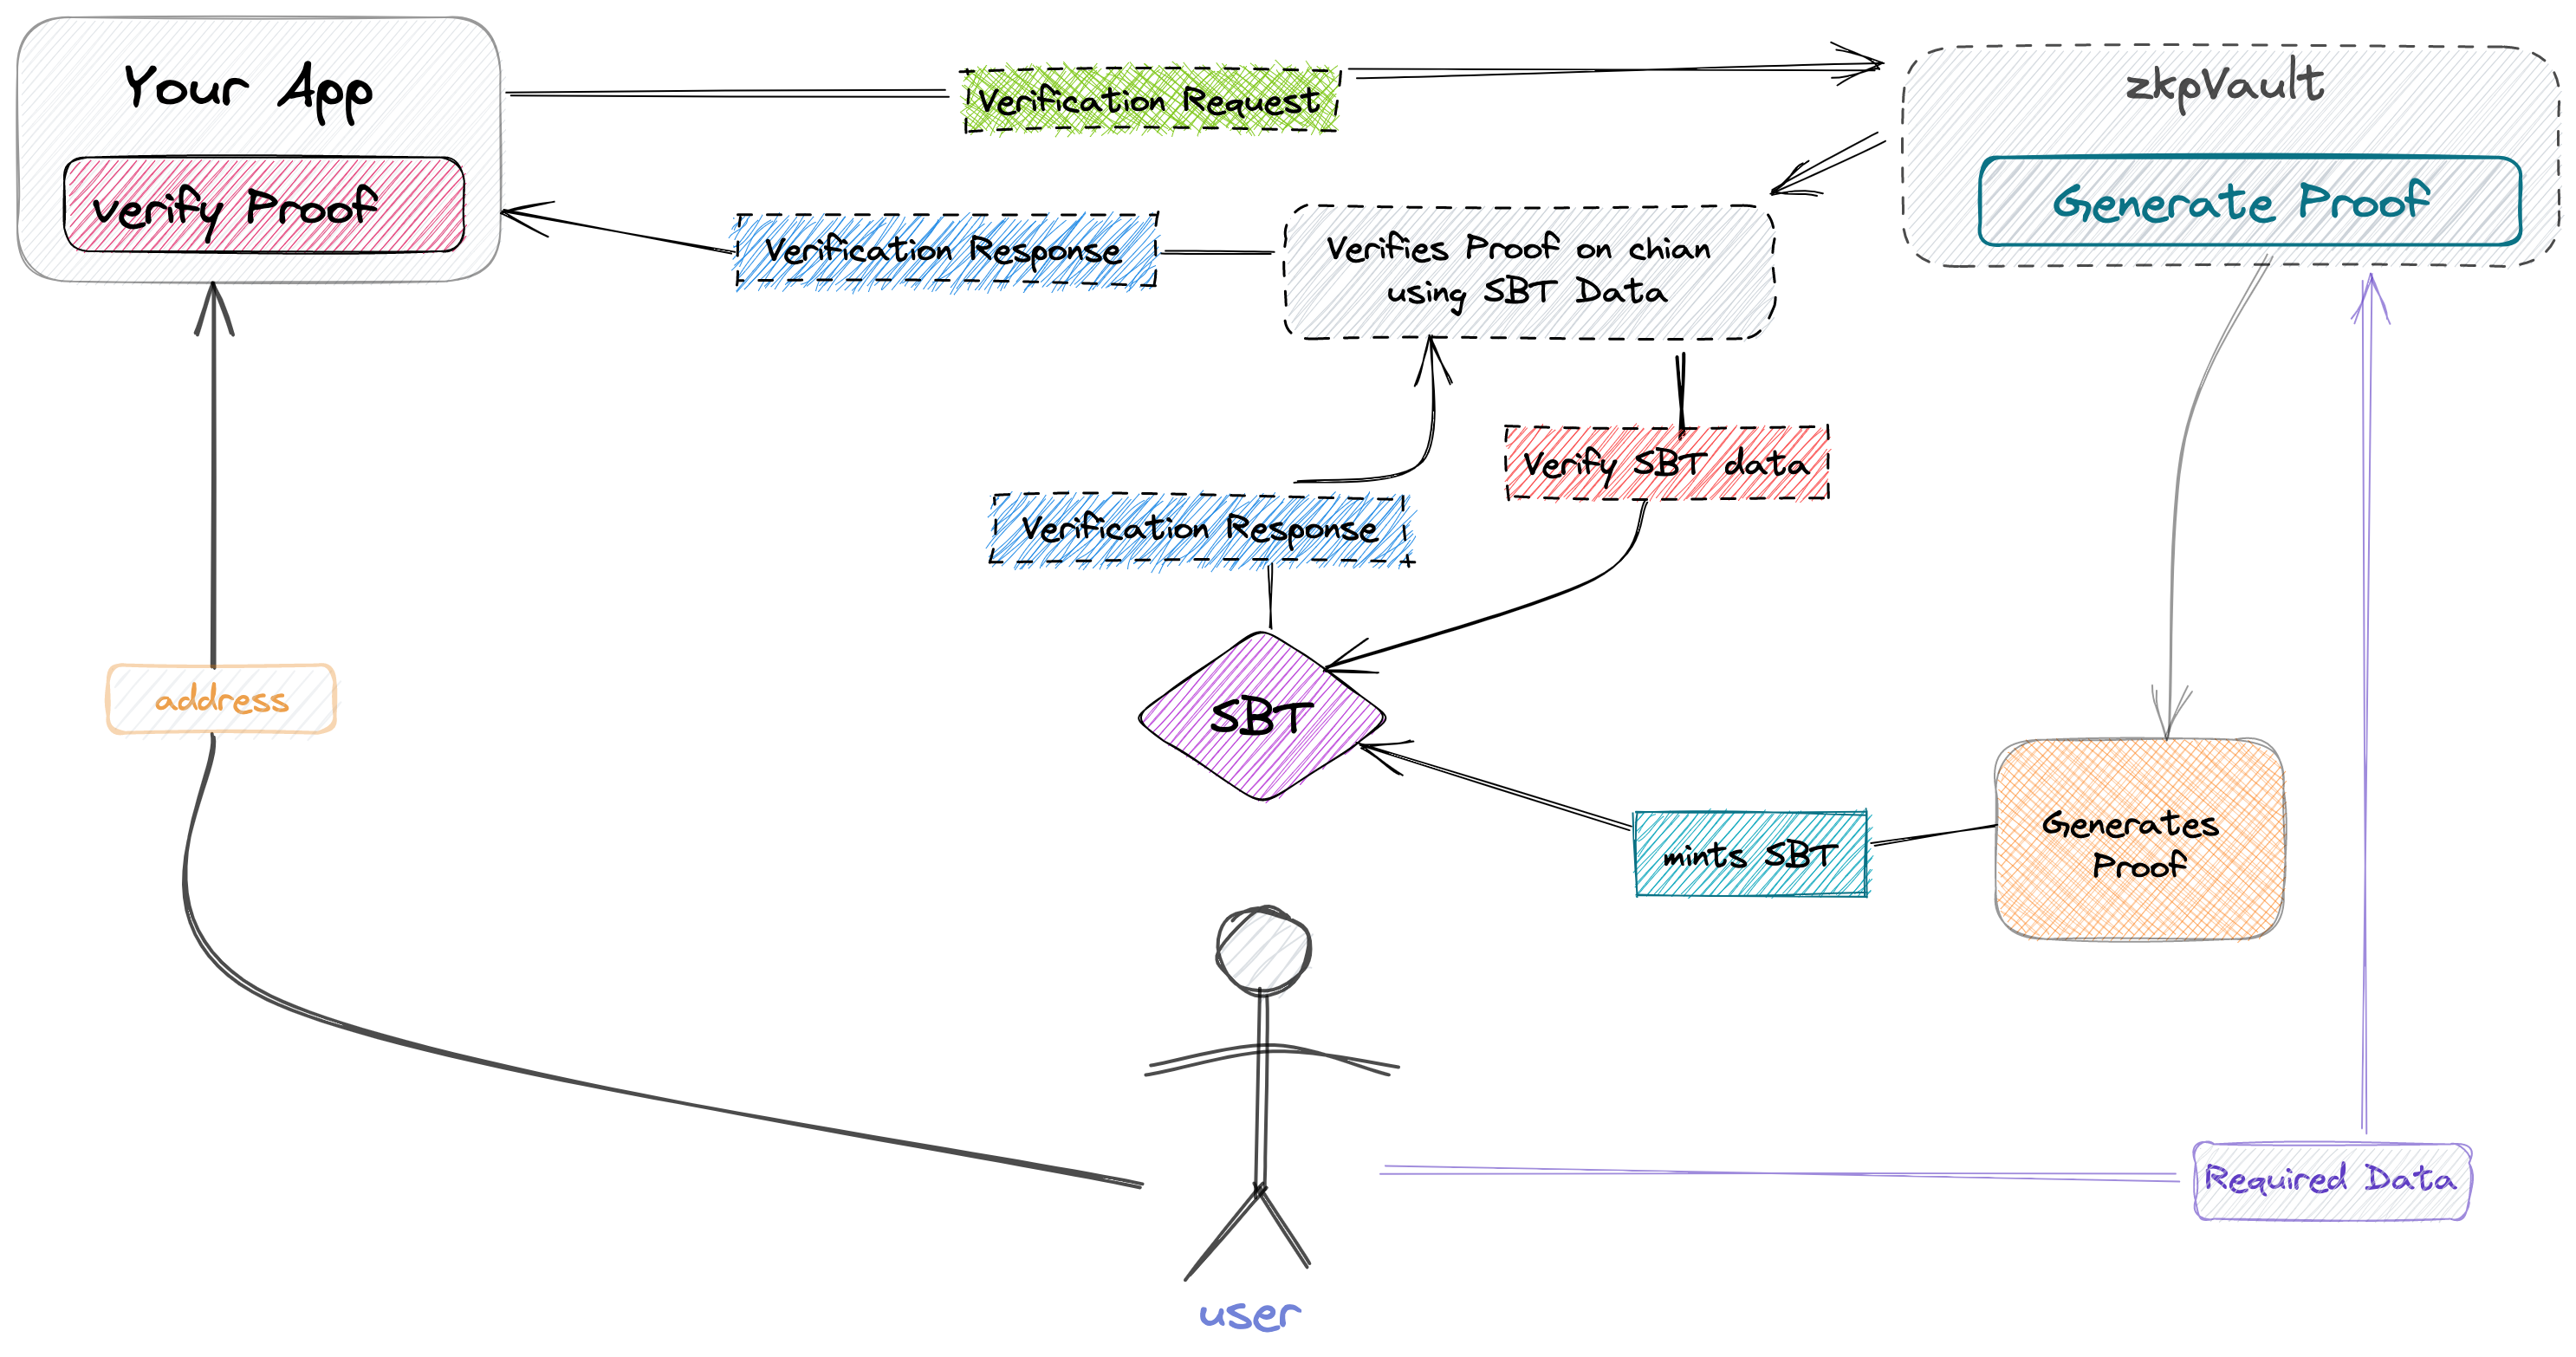 Your App
verify Proof
Verification Request
zkpVault
Generate Proof
Verification Response
Verifies Proof on chian
using SBT Data
Verify SBT data
Verification Response
address
SBT
mints SBT
Generates
Proof
Required Data
user